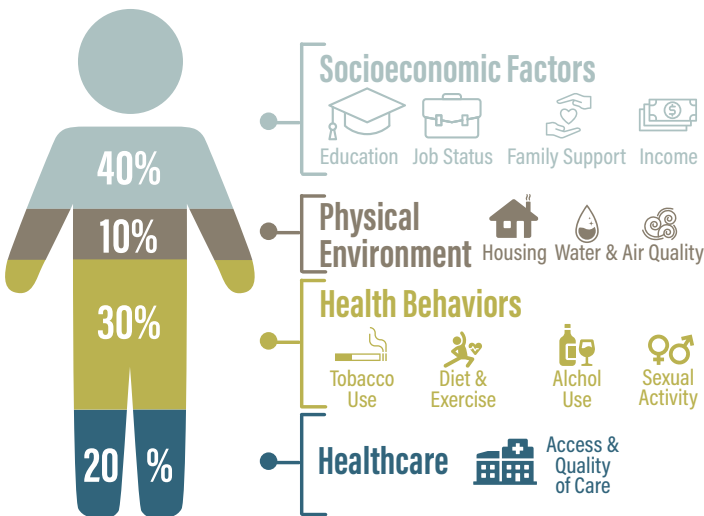 40%
10%
30%
20 %
Socioeconomic Factors
Education Job Status Family Support Income
Physical
Environment
Housing Water & Air Quality
Health Behaviors
Tobacco
Use
Diet &
Exercise
Alchol
Use
Sexual
Activity
Healthcare
Access &
Quality
of Care
$